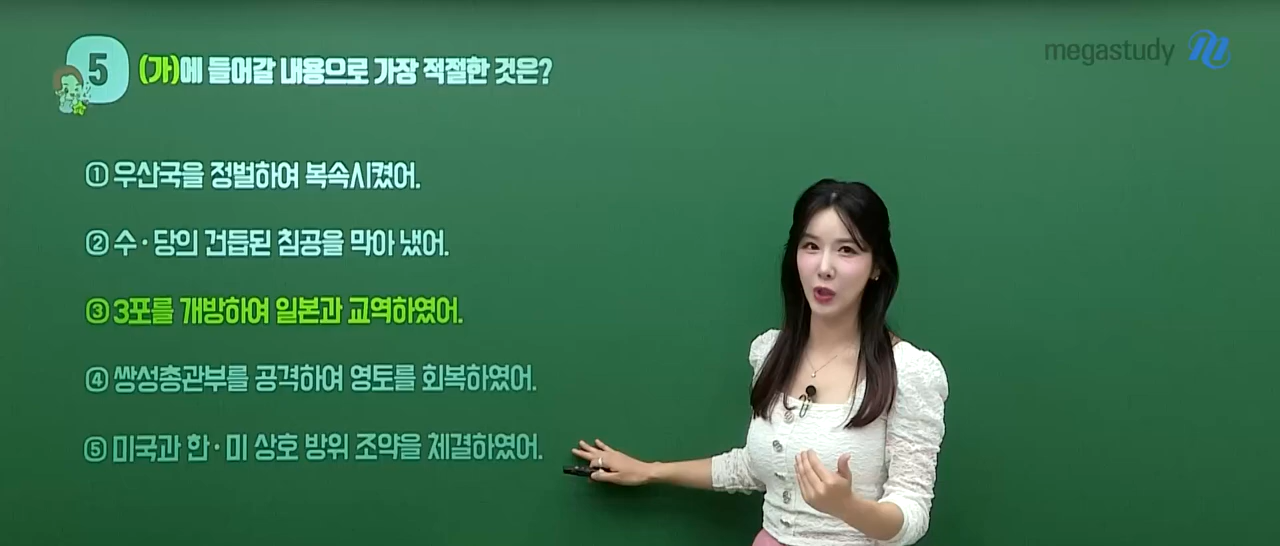 megastudy
5 (가)에 들어갈 내용으로 가장 적절한 것은?
① 우산국을 정벌하여 복속시켰어.
② 수·당의 건듭된 침공을 막아 냈어.
③ 3포를 개방하여 일본과 교역하였어.
④ 쌍성총관부를 공격하여 영토를 회복하였어.
⑤ 미국과 한·미 상호 방위 조약을 체결하였어.